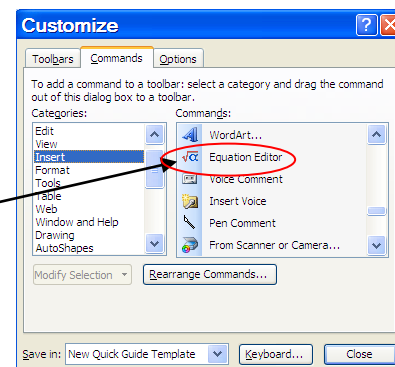 Customize
Toolbars Commands Options
To add a command to a toolbar: select a category and drag the command
out of this dialog box to a toolbar.
Categories: Commands:
Edit
View
Insert
Format
Tools
Table
Web
Window and Help
Drawing
AutoShapes
WordArt...
√α Equation Editor
Voice Comment
Insert Voice
Pen Comment
From Scanner or Camera...
Modify Selection Rearrange Commands...
Save in: New Quick Guide Template Keyboard... Close